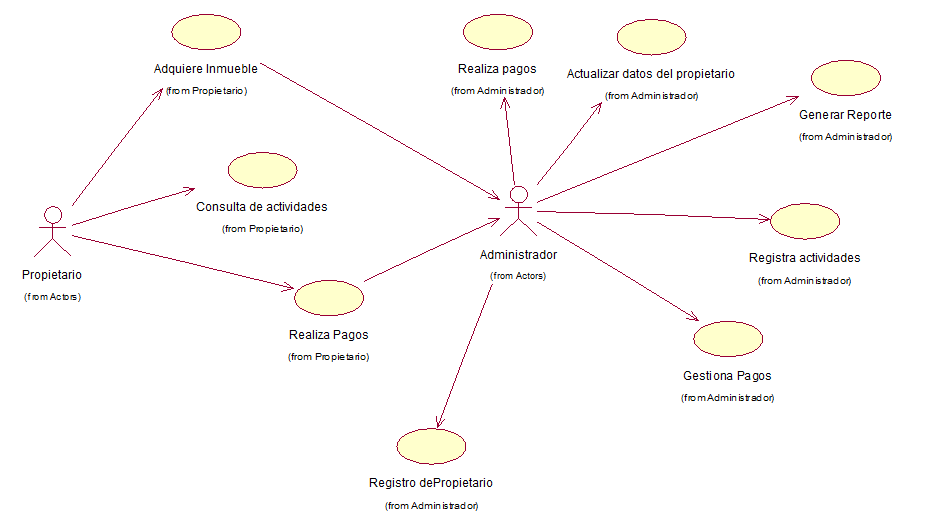 Adquiere Inmueble
(from Propietario)
Realiza pagos
(from Administrador)
Actualizar datos del propietario
(from Administrador)
Generar Reporte
(from Administrador)
Consulta de actividades
(from Propietario)
Propietario
(from Actors)
Administrador
(from Actors)
Registra actividades
(from Administrador)
Realiza Pagos
(from Propietario)
Gestiona Pagos
(from Administrador)
Registro dePropietario
(from Administrador)